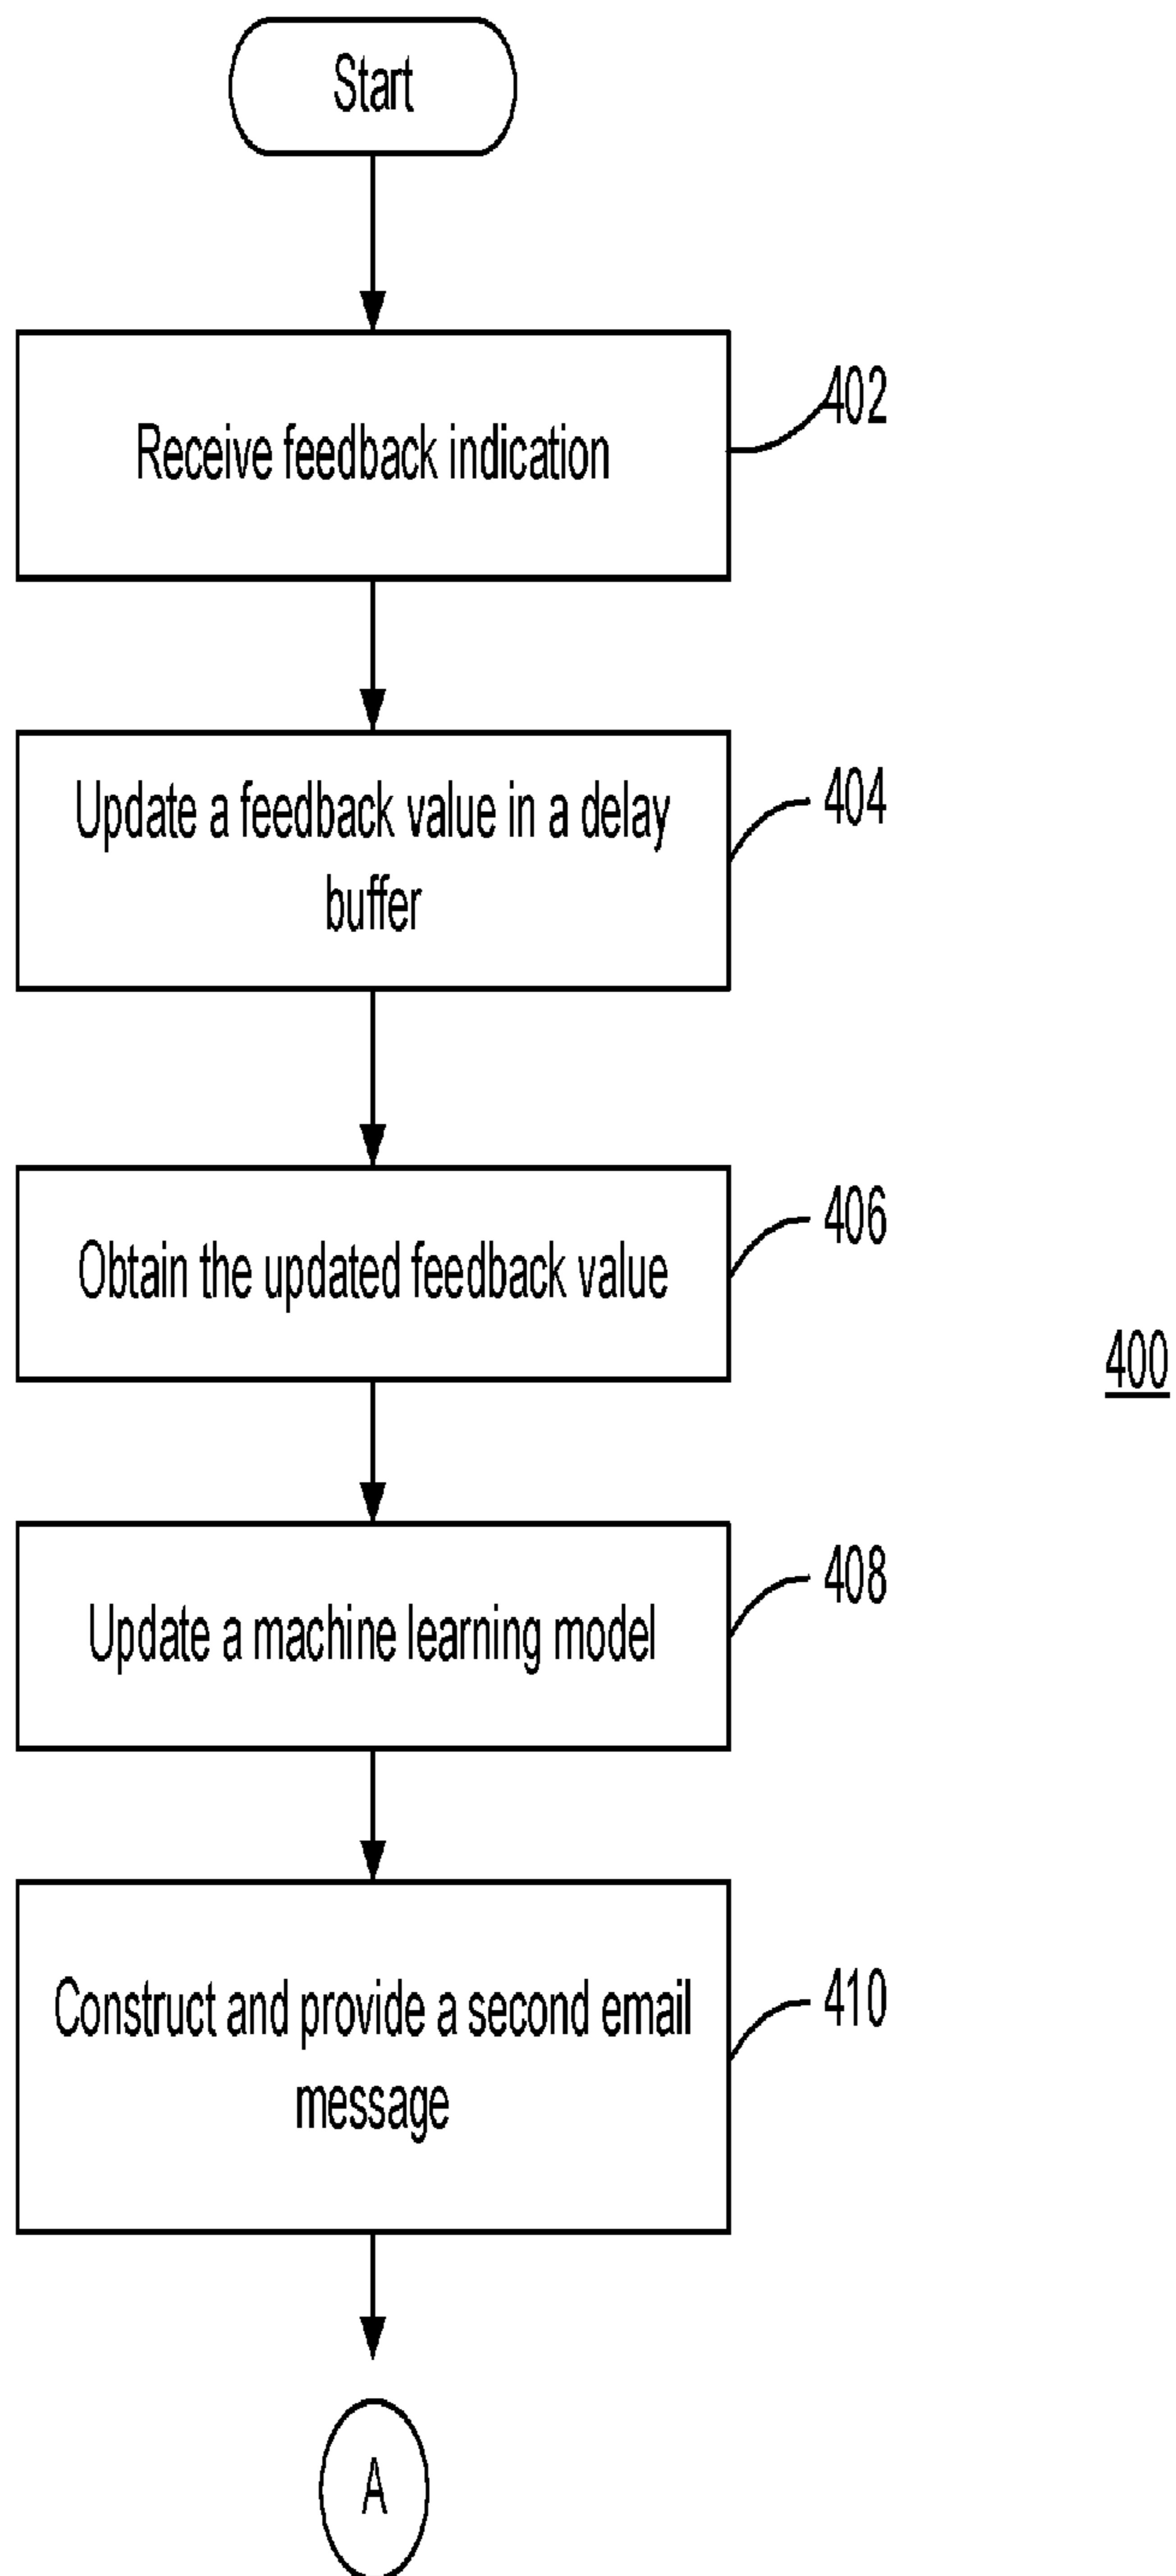 Start
Receive feedback indication
402
Update a feedback value in a delay
buffer
404
Obtain the updated feedback value
406
400
Update a machine learning model
408
Construct and provide a second email
message
410
A